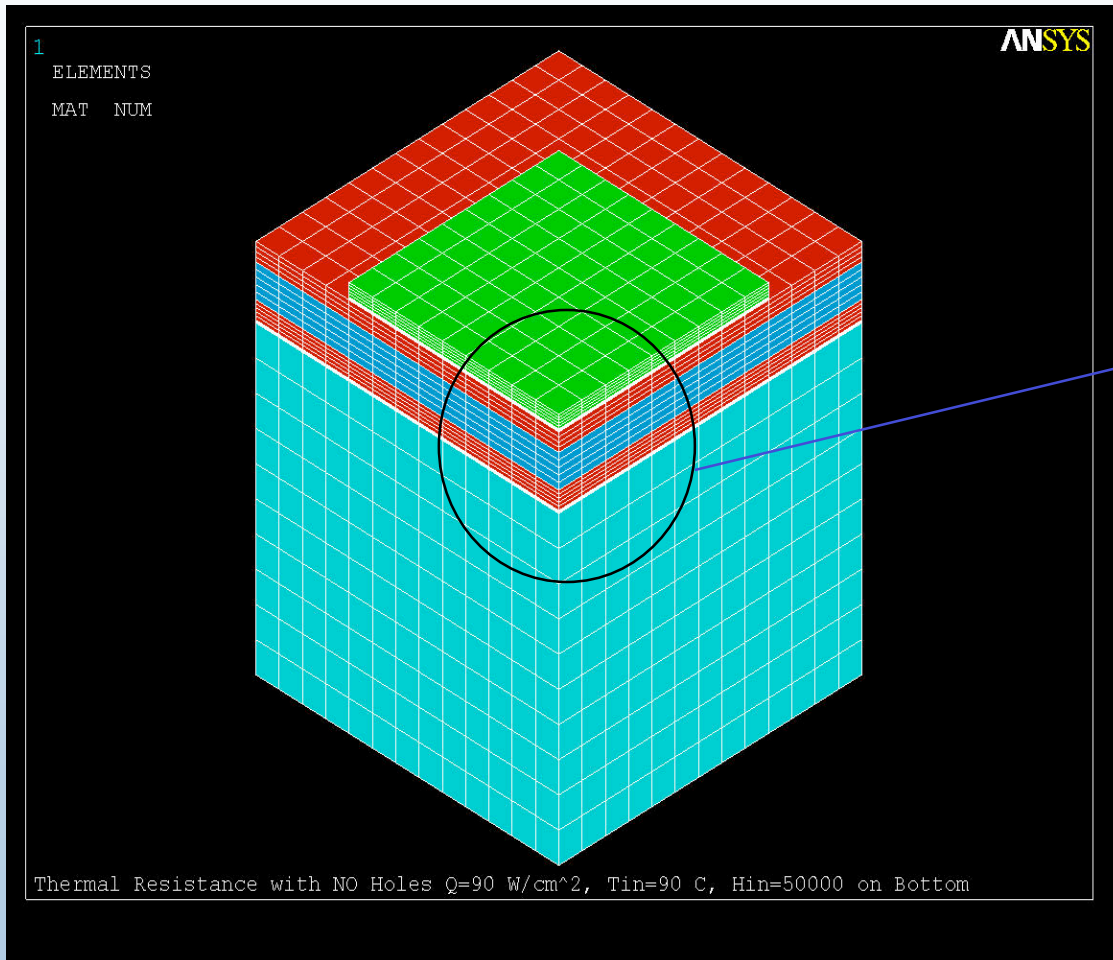 1
ANSYS
ELEMENTS
MAT NUM
Thermal Resistance with NO Holes Q=90 W/cm^2, Tin=90 C, Hin=50000 on Bottom